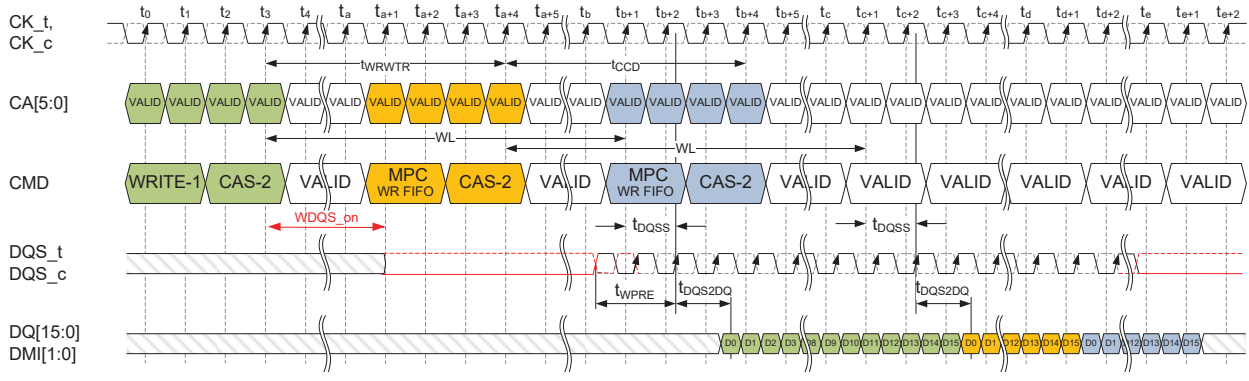 CK_t,
CK_c
t0 t1 t2 t3 t4 ta ta+1 ta+2 ta+3 ta+4 ta+5 tb tb+1 tb+2 tb+3 tb+4 tb+5 tc tc+1 tc+2 tc+3 tc+4 td td+1 td+2 te te+1 te+2
tWRWTR tCCD
CA[5:0]
VALID VALID VALID VALID VALID VALID VALID VALID VALID VALID VALID VALID VALID VALID VALID VALID VALID VALID VALID VALID VALID VALID VALID VALID VALID VALID VALID VALID
WL
WL
CMD
WRITE-1 CAS-2 VALID MPC WR FIFO CAS-2 VALID MPC WR FIFO CAS-2 VALID VALID VALID VALID VALID VALID
WDQS_on tDQSS tDQSS
DQS_t
DQS_c
tWPRE tDQS2DQ tDQS2DQ
DQ[15:0]
DMI[1:0]
D0 D1 D2 D3 D8 D9 D10 D11 D12 D13 D14 D15 D0 D1 D12 D13 D14 D15 D0 D1 D12 D13 D14 D15